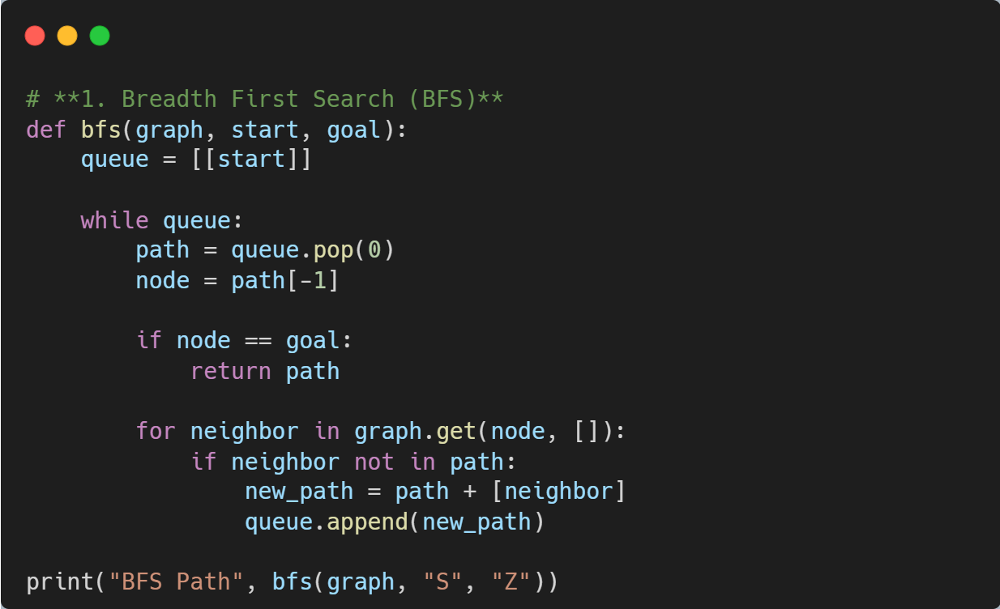 # **1. Breadth First Search (BFS)**
def bfs(graph, start, goal):
    queue = [[start]]

    while queue:
        path = queue.pop(0)
        node = path[-1]

        if node == goal:
            return path

        for neighbor in graph.get(node, []):
            if neighbor not in path:
                new_path = path + [neighbor]
                queue.append(new_path)

print("BFS Path", bfs(graph, "S", "Z"))